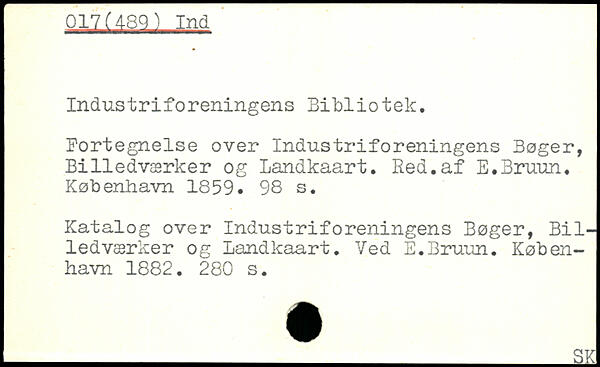 017(489) Ind
Industriforeningens Bibliotek.
Fortegnelse over Industriforeningens Bøger,
Billedværker og Landkaart. Red.af E.Bruun.
København 1859. 98 s.
Katalog over Industriforeningens Bøger, Bil-
ledværker og Landkaart. Ved E.Bruun. Køben-
havn 1882. 280 s.
SK